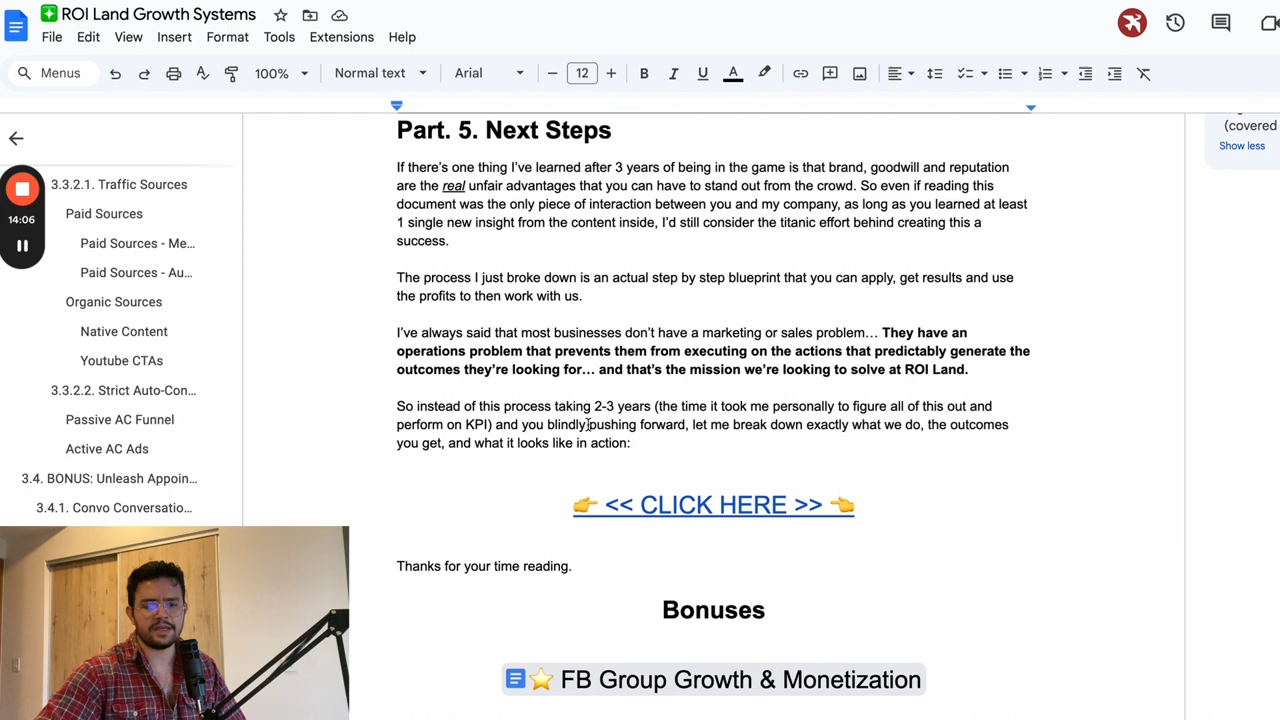 ROI Land Growth Systems
File Edit View Insert Format Tools Extensions Help
Menus 100% Normal text Arial 12 B I U A
(covered
Show less
14:06
3.3.2.1. Traffic Sources
Paid Sources
Paid Sources - Me...
Paid Sources - Au...
Organic Sources
Native Content
Youtube CTAs
3.3.2.2. Strict Auto-Con...
Passive AC Funnel
Active AC Ads
3.4. BONUS: Unleash Appoin...
3.4.1. Convo Conversatio...
Part. 5. Next Steps
If there's one thing I've learned after 3 years of being in the game is that brand, goodwill and reputation
are the real unfair advantages that you can have to stand out from the crowd. So even if reading this
document was the only piece of interaction between you and my company, as long as you learned at least
1 single new insight from the content inside, I'd still consider the titanic effort behind creating this a
success.
The process I just broke down is an actual step by step blueprint that you can apply, get results and use
the profits to then work with us.
I've always said that most businesses don't have a marketing or sales problem… They have an
operations problem that prevents them from executing on the actions that predictably generate the
outcomes they're looking for… and that's the mission we're looking to solve at ROI Land.
So instead of this process taking 2-3 years (the time it took me personally to figure all of this out and
perform on KPI) and you blindly pushing forward, let me break down exactly what we do, the outcomes
you get, and what it looks like in action:
👉 << CLICK HERE >> 👈
Thanks for your time reading.
Bonuses
⭐ FB Group Growth & Monetization